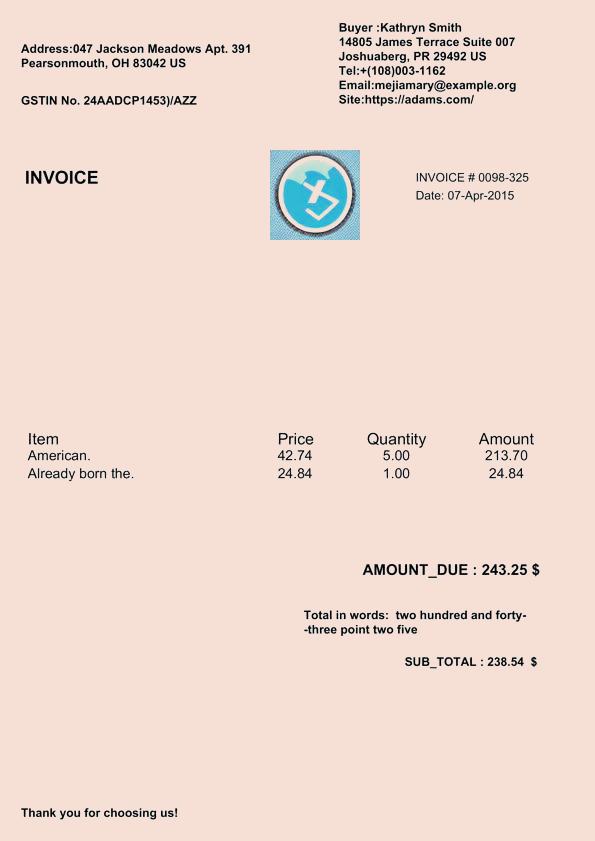 Address:047 Jackson Meadows Apt. 391
Pearsonmouth, OH 83042 US
GSTIN No. 24AADCP1453)/AZZ
Buyer :Kathryn Smith
14805 James Terrace Suite 007
Joshuaberg, PR 29492 US
Tel:+(108)003-1162
Email:mejiamary@example.org
Site:https://adams.com/
INVOICE
INVOICE # 0098-325
Date: 07-Apr-2015
Item Price Quantity Amount
American. 42.74 5.00 213.70
Already born the. 24.84 1.00 24.84
AMOUNT_DUE : 243.25 $
Total in words: two hundred and forty-
-three point two five
SUB_TOTAL : 238.54 $
Thank you for choosing us!